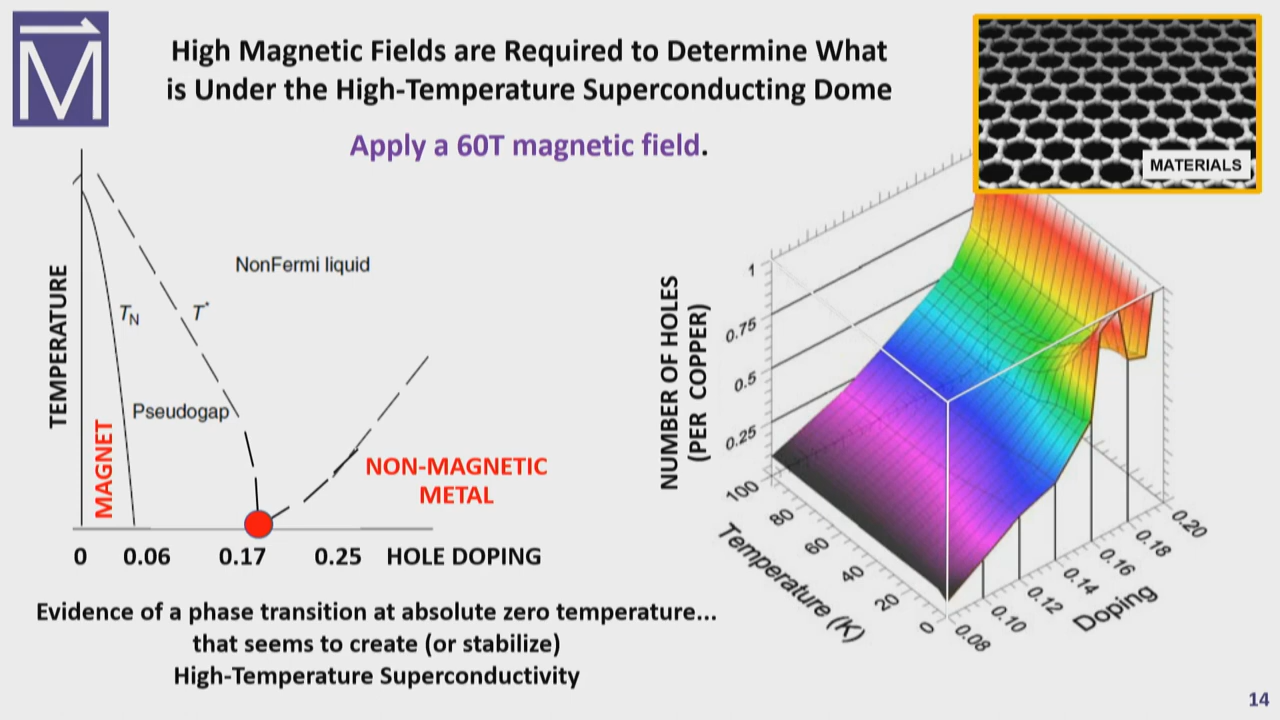 M
High Magnetic Fields are Required to Determine What
is Under the High-Temperature Superconducting Dome
Apply a 60T magnetic field.
MATERIALS
TEMPERATURE
NonFermi liquid
TN
T*
Pseudogap
MAGNET
NON-MAGNETIC
METAL
0 0.06 0.17 0.25 HOLE DOPING
Evidence of a phase transition at absolute zero temperature...
that seems to create (or stabilize)
High-Temperature Superconductivity
NUMBER OF HOLES
(PER COPPER)
1
0.75
0.5
0.25
100
80
60
40
20
0
Temperature (K)
0.08
0.10
0.12
0.14
0.16
0.18
0.20
Doping
14